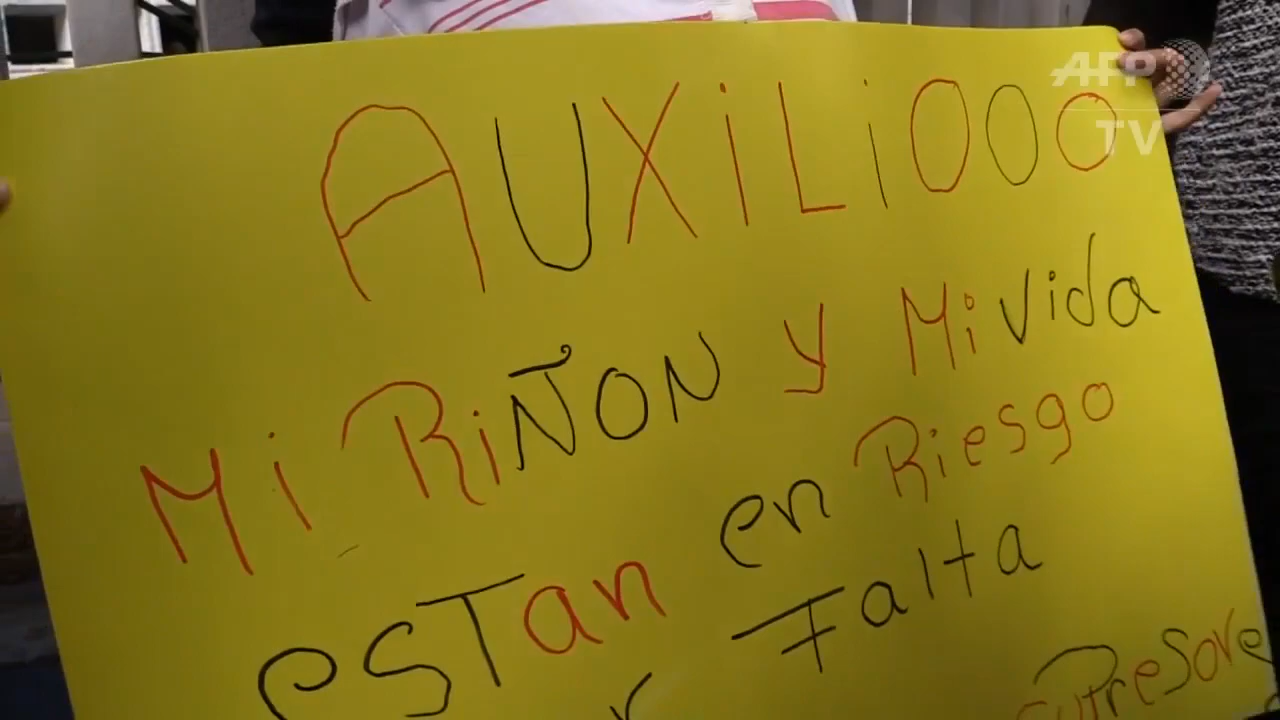 AFP
TV
AUXiLiOOO
Mi RiÑON y Mi vida
esTan en Riesgo
Falta